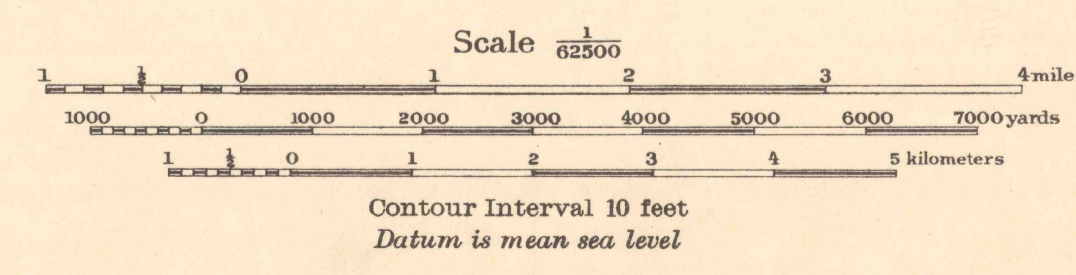 Scale 1/62500
1 ½ 0 1 2 3 4 mile
1000 0 1000 2000 3000 4000 5000 6000 7000 yards
1 ½ 0 1 2 3 4 5 kilometers
Contour Interval 10 feet
Datum is mean sea level